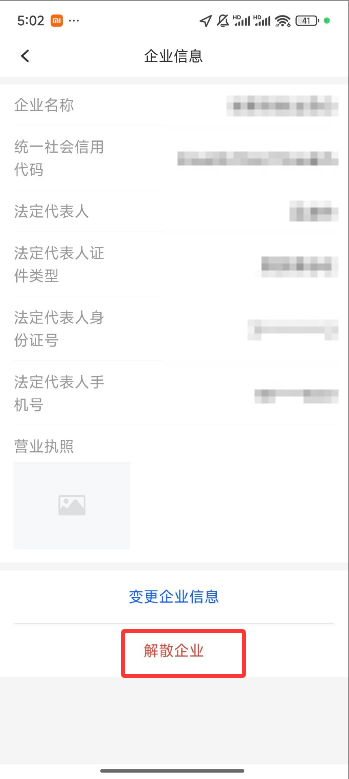 5:02
企业信息
企业名称
统一社会信用
代码
法定代表人
法定代表人证
件类型
法定代表人身
份证号
法定代表人手
机号
营业执照
变更企业信息
解散企业